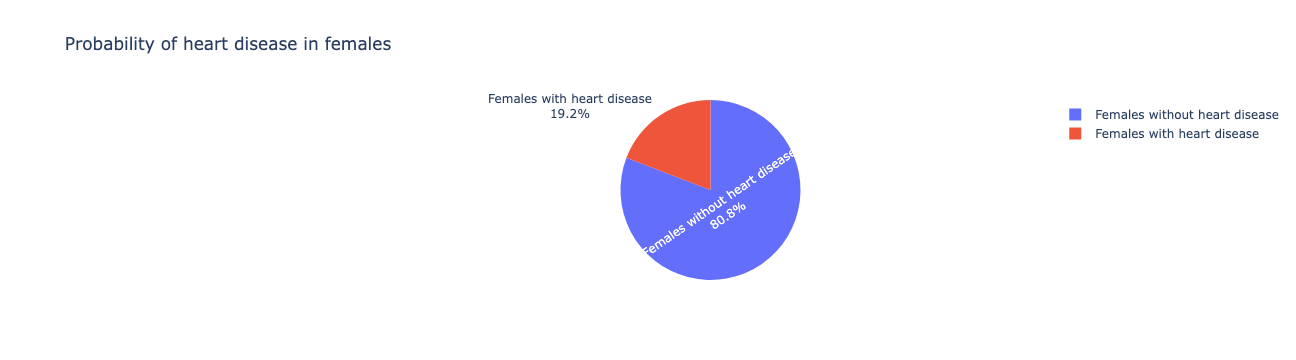 Probability of heart disease in females
Females with heart disease
19.2%
Females without heart disease
80.8%
Females without heart disease
Females with heart disease